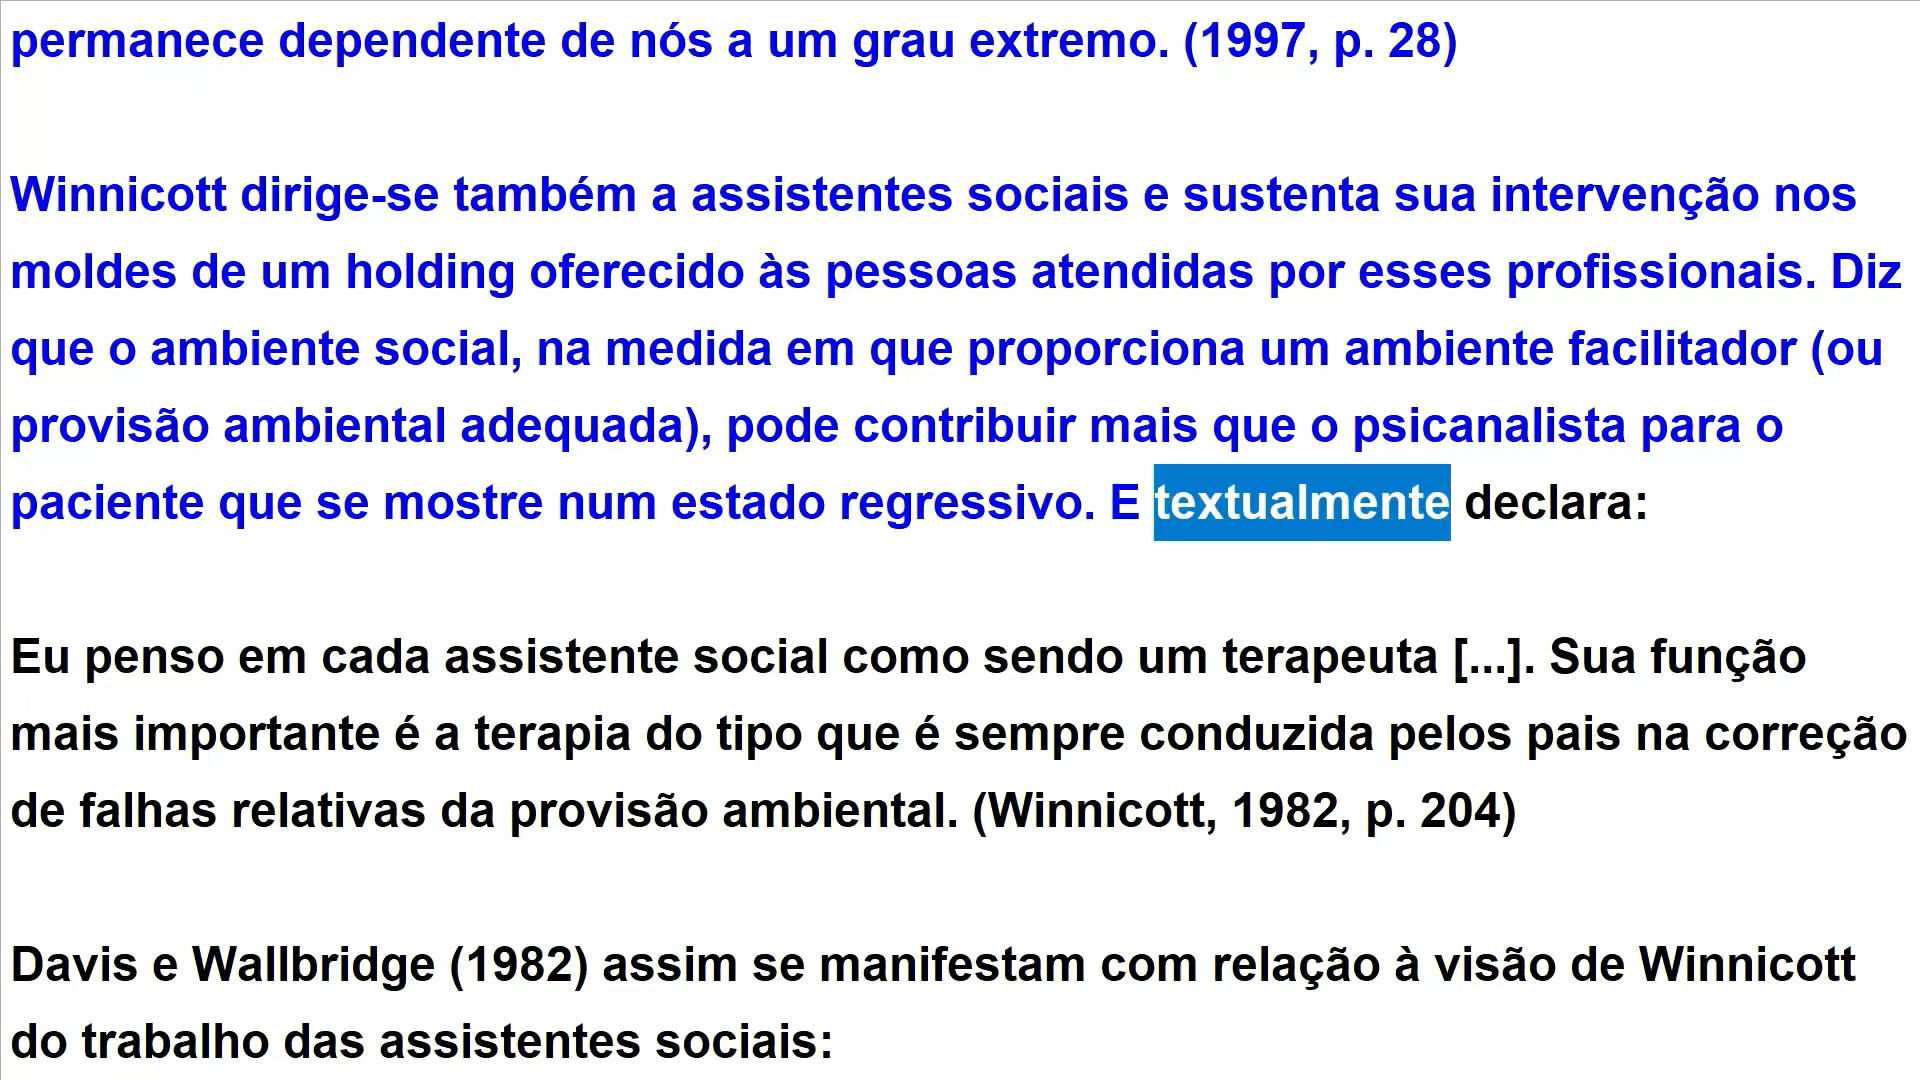 permanece dependente de nós a um grau extremo. (1997, p. 28)
Winnicott dirige-se também a assistentes sociais e sustenta sua intervenção nos
moldes de um holding oferecido às pessoas atendidas por esses profissionais. Diz
que o ambiente social, na medida em que proporciona um ambiente facilitador (ou
provisão ambiental adequada), pode contribuir mais que o psicanalista para o
paciente que se mostre num estado regressivo. E textualmente declara:
Eu penso em cada assistente social como sendo um terapeuta [...]. Sua função
mais importante é a terapia do tipo que é sempre conduzida pelos pais na correção
de falhas relativas da provisão ambiental. (Winnicott, 1982, p. 204)
Davis e Wallbridge (1982) assim se manifestam com relação à visão de Winnicott
do trabalho das assistentes sociais: